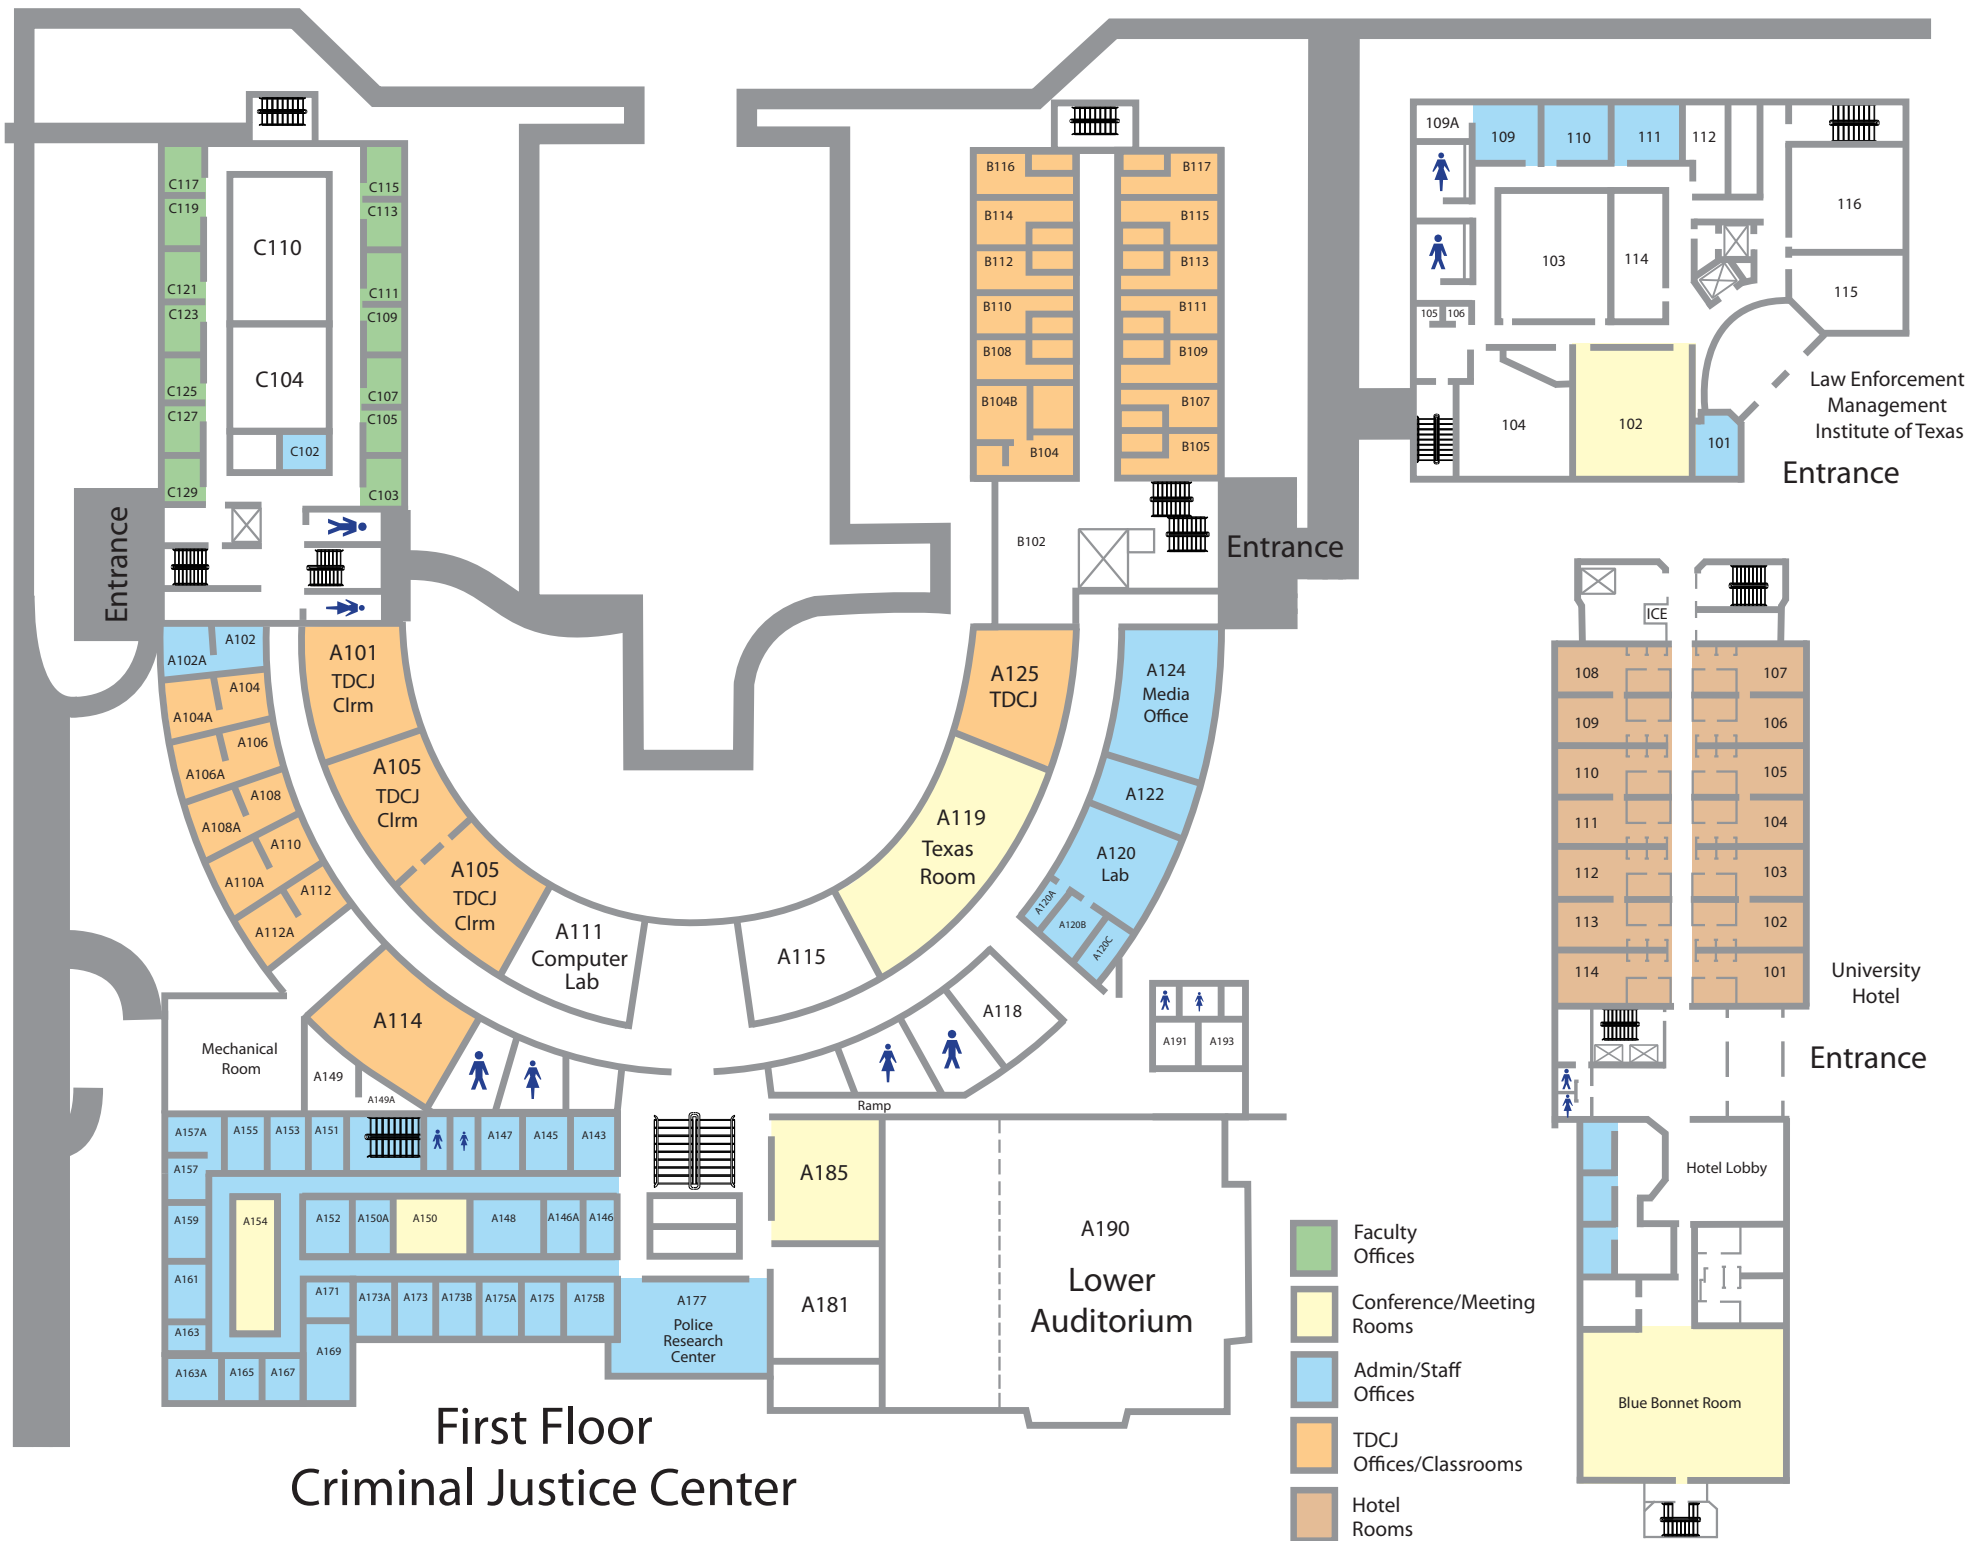 C117
C119
C121
C123
C125
C127
C129
C110
C104
C102
C115
C113
C111
C109
C107
C105
C103
Entrance
B116
B114
B112
B110
B108
B104B
B104
B117
B115
B113
B111
B109
B107
B105
B102
Entrance
109A
109
110
111
112
116
103
114
115
105
106
104
102
101
Law Enforcement
Management
Institute of Texas
Entrance
A102
A102A
A104
A104A
A106
A106A
A108
A108A
A110
A110A
A112
A112A
A101
TDCJ
Clrm
A105
TDCJ
Clrm
A105
TDCJ
Clrm
A111
Computer
Lab
A115
A119
Texas
Room
A125
TDCJ
A124
Media
Office
A122
A120
Lab
A120A
A120B
A120C
A118
A191
A193
A114
Mechanical
Room
A149
A149A
Ramp
A157A
A155
A153
A151
A147
A145
A143
A157
A159
A161
A163
A163A
A165
A167
A169
A171
A154
A152
A150A
A150
A148
A146A
A146
A173A
A173
A173B
A175A
A175
A175B
A177
Police
Research
Center
A185
A181
A190
Lower
Auditorium
ICE
108
109
110
111
112
113
114
107
106
105
104
103
102
101
University
Hotel
Entrance
Hotel Lobby
Blue Bonnet Room
Faculty
Offices
Conference/Meeting
Rooms
Admin/Staff
Offices
TDCJ
Offices/Classrooms
Hotel
Rooms
First Floor
Criminal Justice Center